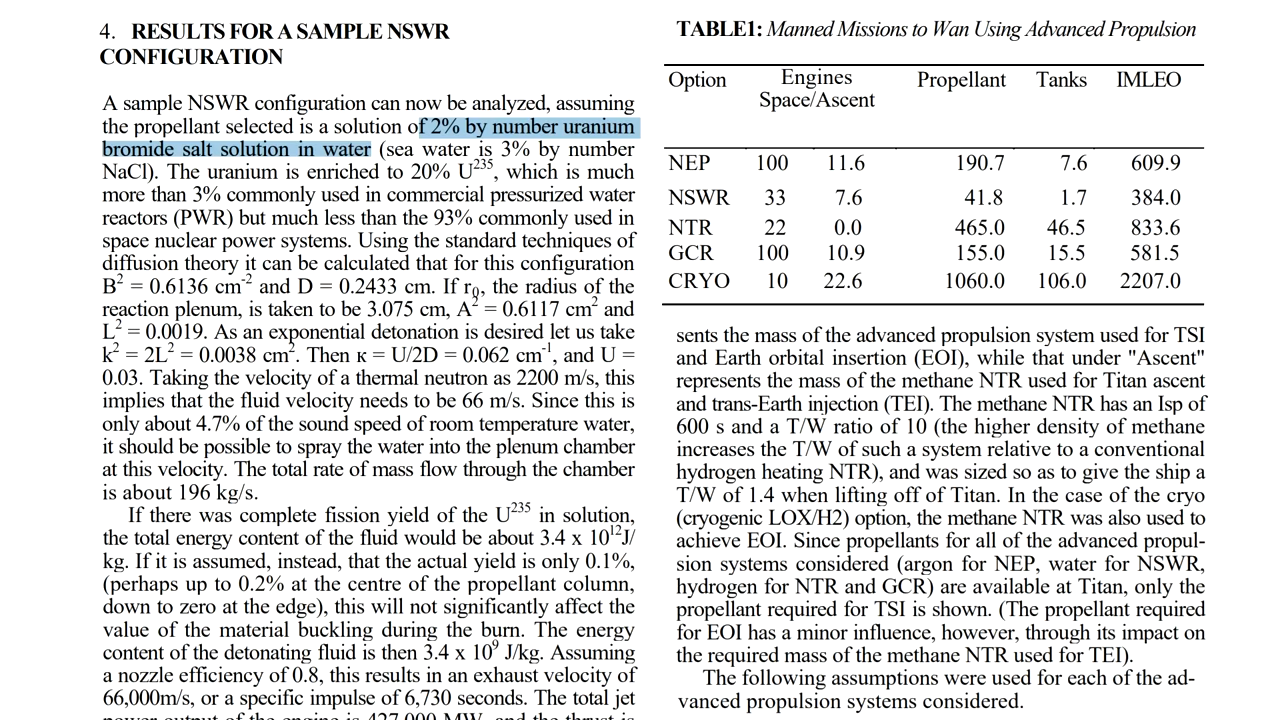 4. RESULTS FOR A SAMPLE NSWR
CONFIGURATION
A sample NSWR configuration can now be analyzed, assuming
the propellant selected is a solution of 2% by number uranium
bromide salt solution in water (sea water is 3% by number
NaCl). The uranium is enriched to 20% U²³⁵, which is much
more than 3% commonly used in commercial pressurized water
reactors (PWR) but much less than the 93% commonly used in
space nuclear power systems. Using the standard techniques of
diffusion theory it can be calculated that for this configuration
B² = 0.6136 cm⁻² and D = 0.2433 cm. If r₀, the radius of the
reaction plenum, is taken to be 3.075 cm, A² = 0.6117 cm² and
L² = 0.0019. As an exponential detonation is desired let us take
k² = 2L² = 0.0038 cm². Then κ = U/2D = 0.062 cm⁻¹, and U =
0.03. Taking the velocity of a thermal neutron as 2200 m/s, this
implies that the fluid velocity needs to be 66 m/s. Since this is
only about 4.7% of the sound speed of room temperature water,
it should be possible to spray the water into the plenum chamber
at this velocity. The total rate of mass flow through the chamber
is about 196 kg/s.
If there was complete fission yield of the U²³⁵ in solution,
the total energy content of the fluid would be about 3.4 x 10¹²J/
kg. If it is assumed, instead, that the actual yield is only 0.1%,
(perhaps up to 0.2% at the centre of the propellant column,
down to zero at the edge), this will not significantly affect the
value of the material buckling during the burn. The energy
content of the detonating fluid is then 3.4 x 10⁹ J/kg. Assuming
a nozzle efficiency of 0.8, this results in an exhaust velocity of
66,000m/s, or a specific impulse of 6,730 seconds. The total jet
power output of the engine is 427,000 MW, and the thrust is
TABLE1: Manned Missions to Wan Using Advanced Propulsion
Option Engines Propellant Tanks IMLEO
Space/Ascent
NEP 100 11.6 190.7 7.6 609.9
NSWR 33 7.6 41.8 1.7 384.0
NTR 22 0.0 465.0 46.5 833.6
GCR 100 10.9 155.0 15.5 581.5
CRYO 10 22.6 1060.0 106.0 2207.0
sents the mass of the advanced propulsion system used for TSI
and Earth orbital insertion (EOI), while that under "Ascent"
represents the mass of the methane NTR used for Titan ascent
and trans-Earth injection (TEI). The methane NTR has an Isp of
600 s and a T/W ratio of 10 (the higher density of methane
increases the T/W of such a system relative to a conventional
hydrogen heating NTR), and was sized so as to give the ship a
T/W of 1.4 when lifting off of Titan. In the case of the cryo
(cryogenic LOX/H2) option, the methane NTR was also used to
achieve EOI. Since propellants for all of the advanced propul-
sion systems considered (argon for NEP, water for NSWR,
hydrogen for NTR and GCR) are available at Titan, only the
propellant required for TSI is shown. (The propellant required
for EOI has a minor influence, however, through its impact on
the required mass of the methane NTR used for TEI).
The following assumptions were used for each of the ad-
vanced propulsion systems considered.